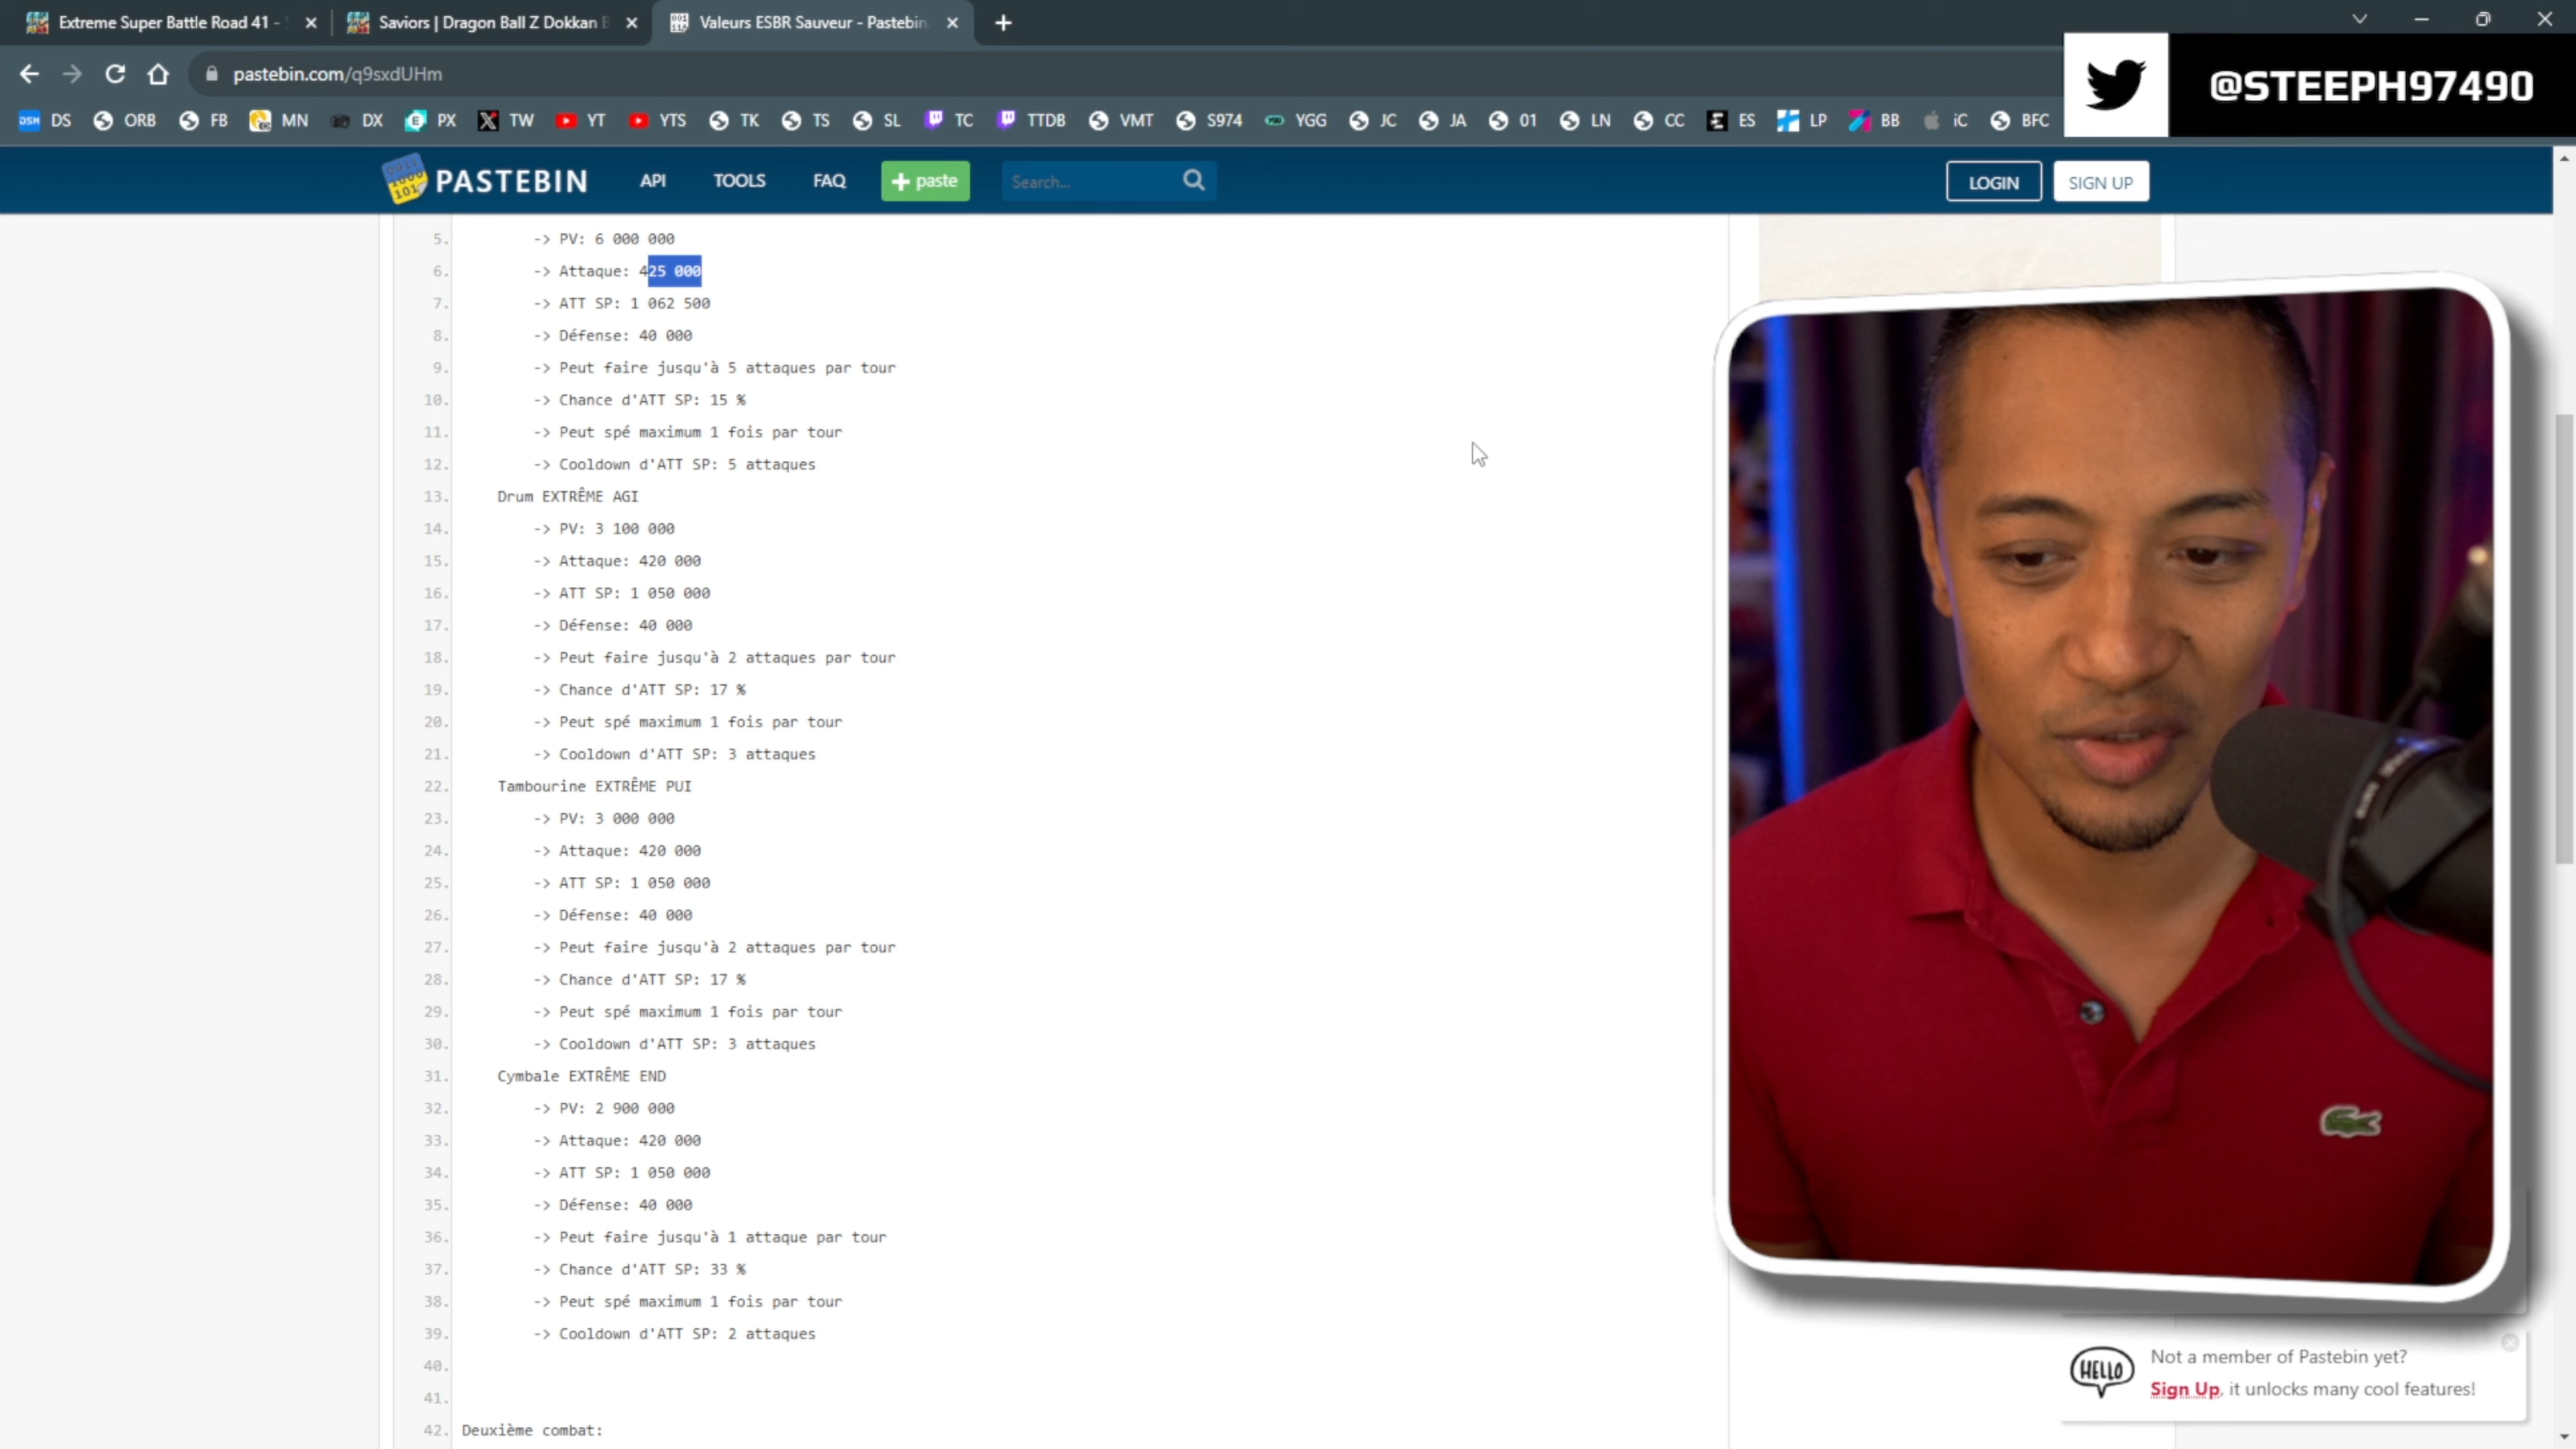 Extreme Super Battle Road 41 -
Saviors | Dragon Ball Z Dokkan
Valeurs ESBR Sauveur - Pastebin.
pastebin.com/q9sxdUHm
@STEEPH97490
DS ORB FB MN DX PX TW YT YTS TK TS SL TC TTDB VMT S974 YGG JC JA 01 LN CC ES LP BB iC BFC
PASTEBIN API TOOLS FAQ + paste Search... LOGIN SIGN UP
5. -> PV: 6 000 000
6. -> Attaque: 425 000
7. -> ATT SP: 1 062 500
8. -> Défense: 40 000
9. -> Peut faire jusqu'à 5 attaques par tour
10. -> Chance d'ATT SP: 15 %
11. -> Peut spé maximum 1 fois par tour
12. -> Cooldown d'ATT SP: 5 attaques
13. Drum EXTRÊME AGI
14. -> PV: 3 100 000
15. -> Attaque: 420 000
16. -> ATT SP: 1 050 000
17. -> Défense: 40 000
18. -> Peut faire jusqu'à 2 attaques par tour
19. -> Chance d'ATT SP: 17 %
20. -> Peut spé maximum 1 fois par tour
21. -> Cooldown d'ATT SP: 3 attaques
22. Tambourine EXTRÊME PUI
23. -> PV: 3 000 000
24. -> Attaque: 420 000
25. -> ATT SP: 1 050 000
26. -> Défense: 40 000
27. -> Peut faire jusqu'à 2 attaques par tour
28. -> Chance d'ATT SP: 17 %
29. -> Peut spé maximum 1 fois par tour
30. -> Cooldown d'ATT SP: 3 attaques
31. Cymbale EXTRÊME END
32. -> PV: 2 900 000
33. -> Attaque: 420 000
34. -> ATT SP: 1 050 000
35. -> Défense: 40 000
36. -> Peut faire jusqu'à 1 attaque par tour
37. -> Chance d'ATT SP: 33 %
38. -> Peut spé maximum 1 fois par tour
39. -> Cooldown d'ATT SP: 2 attaques
40.
41.
42. Deuxième combat:
HELLO
Not a member of Pastebin yet?
Sign Up, it unlocks many cool features!